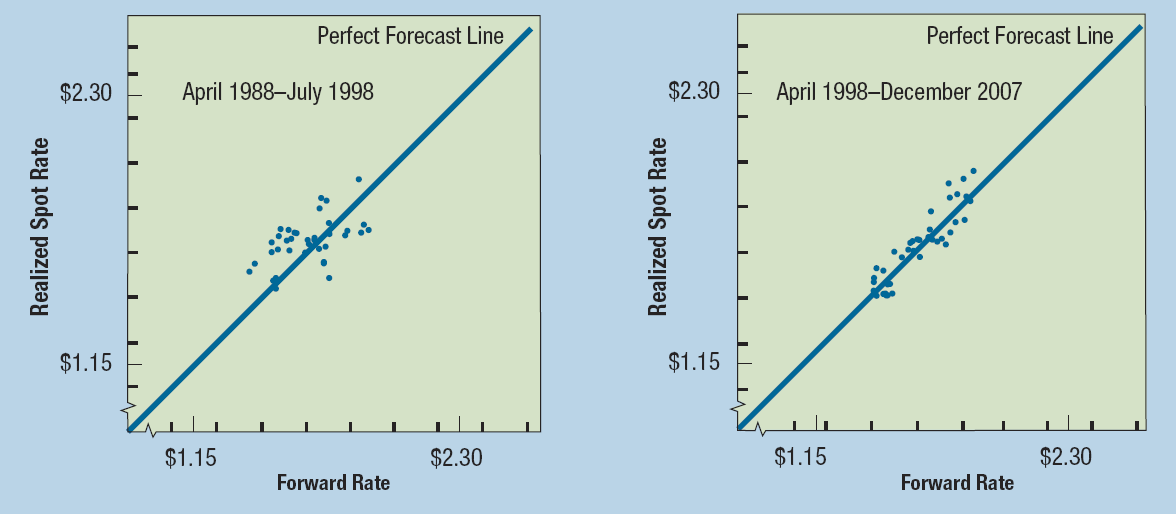 Perfect Forecast Line
April 1988–July 1998
$2.30
Realized Spot Rate
$1.15
$1.15
$2.30
Forward Rate
Perfect Forecast Line
April 1998–December 2007
$2.30
Realized Spot Rate
$1.15
$1.15
$2.30
Forward Rate